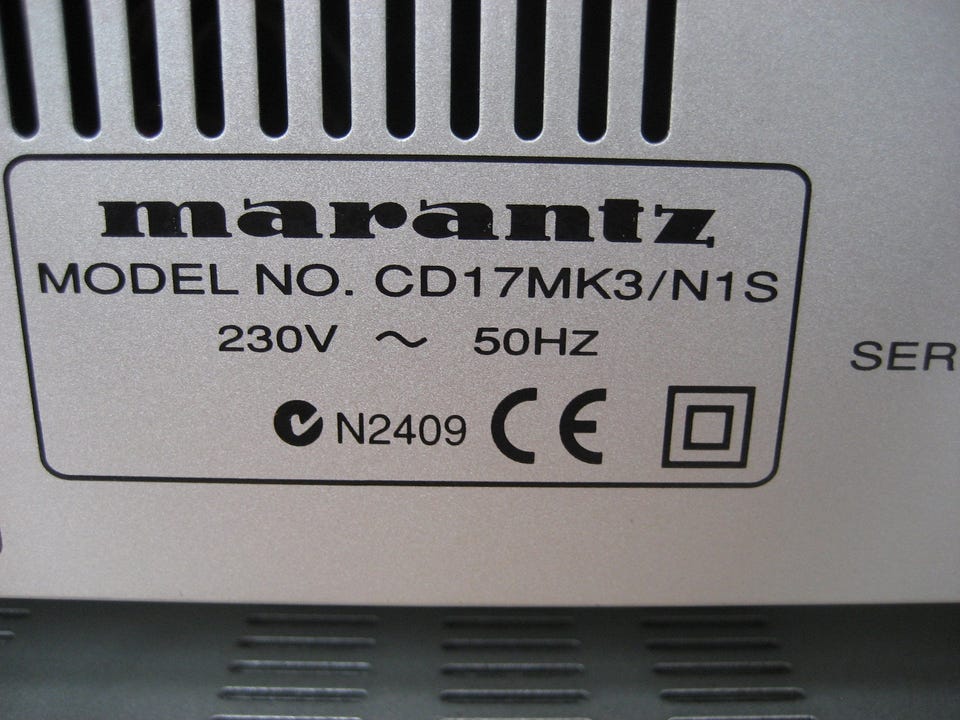 marantz
MODEL NO. CD17MK3/N1S
230V ~ 50HZ
N2409 CE
SER